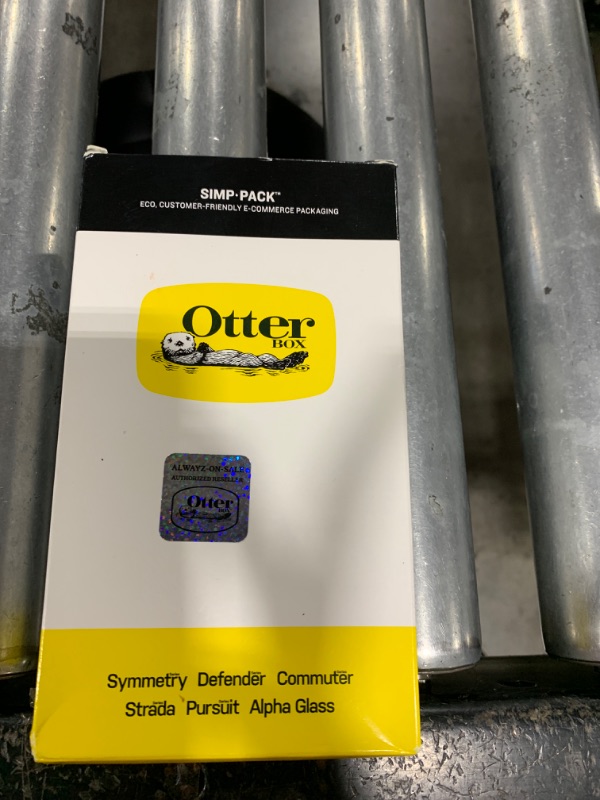 SIMP·PACK™
ECO, CUSTOMER-FRIENDLY E-COMMERCE PACKAGING
Otter
BOX
ALWAYZ-ON-SALE
AUTHORIZED RESELLER
Otter
BOX
Symmetry Defender Commuter
Strada Pursuit Alpha Glass